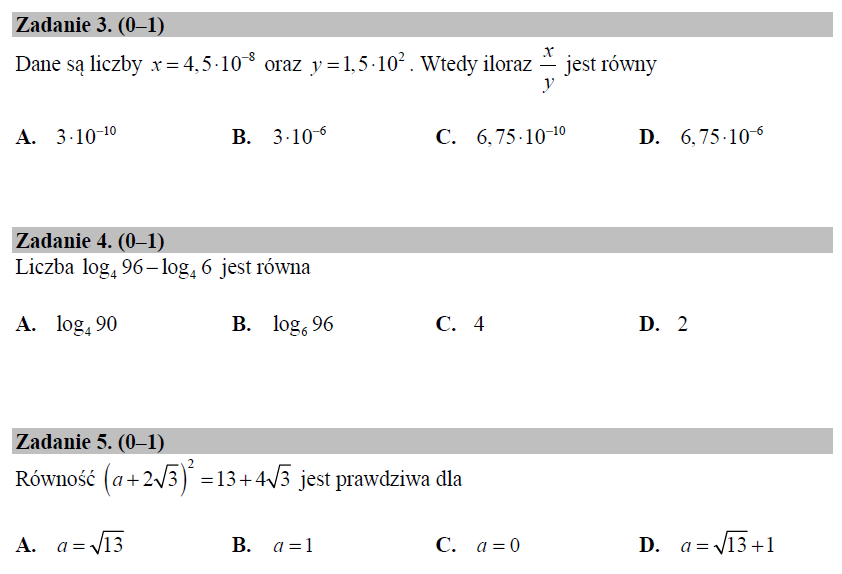 Zadanie 3. (0–1)
Dane są liczby x = 4,5·10⁻⁸ oraz y = 1,5·10². Wtedy iloraz x/y jest równy
A. 3·10⁻¹⁰ B. 3·10⁻⁶ C. 6,75·10⁻¹⁰ D. 6,75·10⁻⁶
Zadanie 4. (0–1)
Liczba log₄ 96 – log₄ 6 jest równa
A. log₄ 90 B. log₆ 96 C. 4 D. 2
Zadanie 5. (0–1)
Równość (a + 2√3)² = 13 + 4√3 jest prawdziwa dla
A. a = √13 B. a = 1 C. a = 0 D. a = √13 + 1